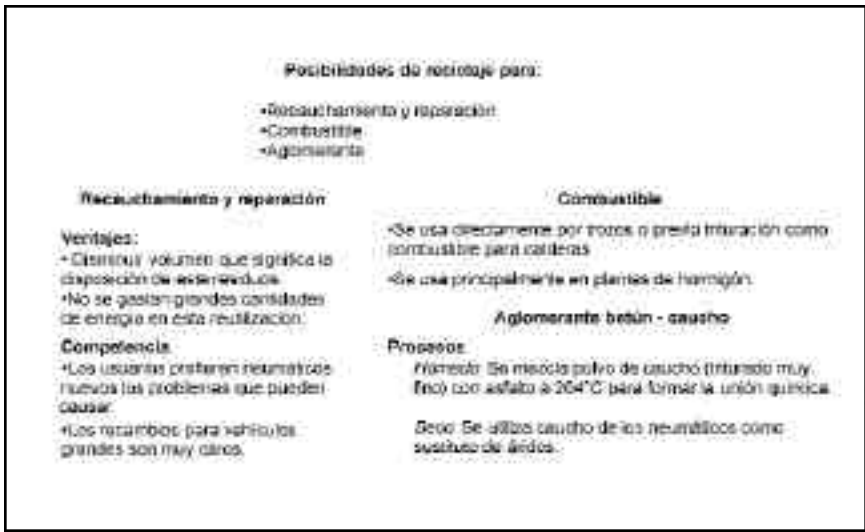 Posibilidades de reciclaje para:
•Recauchamiento y reparación
•Combustible
•Aglomerante
Recauchamiento y reparación
Ventajas:
• Disminuir volumen que significa la
disposición de este residuo.
•No se gastan grandes cantidades
de energía en esta reutilización.
Competencia
•Los usuarios prefieren neumáticos
nuevos los problemas que pueden
causar.
•Los recambios para vehículos
grandes son muy caros.
Combustible
•Se usa directamente por trozos o previa trituración como
combustible para calderas
•Se usa principalmente en plantas de hormigón.
Aglomerante betún - caucho
Procesos
Húmedo: Se mezcla polvo de caucho (triturado muy
fino) con asfalto a 204°C para formar la unión química
Seco: Se utiliza caucho de los neumáticos como
sustituto de áridos.